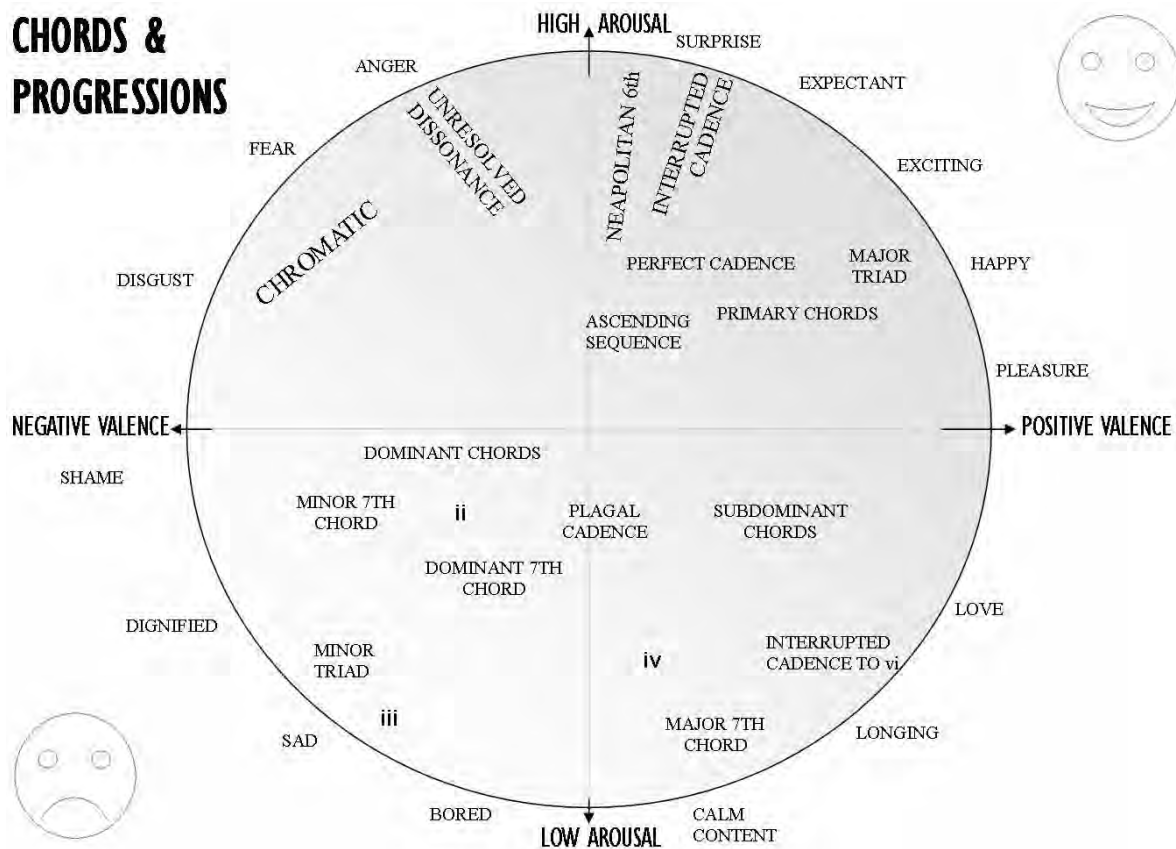 CHORDS &
PROGRESSIONS
HIGH AROUSAL
SURPRISE
ANGER
EXPECTANT
FEAR
EXCITING
DISGUST
HAPPY
PLEASURE
UNRESOLVED
DISSONANCE
NEAPOLITAN 6th
INTERRUPTED
CADENCE
CHROMATIC
PERFECT CADENCE
MAJOR
TRIAD
ASCENDING
SEQUENCE
PRIMARY CHORDS
NEGATIVE VALENCE
POSITIVE VALENCE
SHAME
DOMINANT CHORDS
MINOR 7TH
CHORD
ii
PLAGAL
CADENCE
SUBDOMINANT
CHORDS
DOMINANT 7TH
CHORD
DIGNIFIED
LOVE
MINOR
TRIAD
iv
INTERRUPTED
CADENCE TO vi
iii
MAJOR 7TH
CHORD
SAD
LONGING
BORED
CALM
CONTENT
LOW AROUSAL